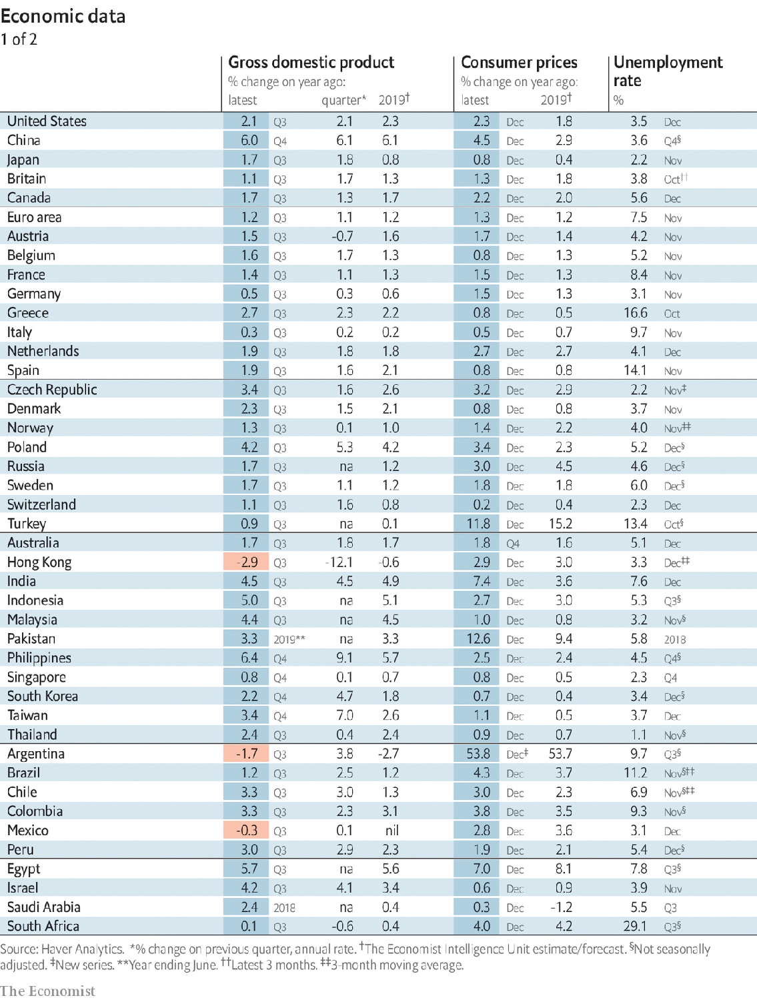 Economic data
1 of 2
Gross domestic product Consumer prices Unemployment
% change on year ago: % change on year ago: rate
latest quarter* 2019† latest 2019† %
United States 2.1 Q3 2.1 2.3 2.3 Dec 1.8 3.5 Dec
China 6.0 Q4 6.1 6.1 4.5 Dec 2.9 3.6 Q4§
Japan 1.7 Q3 1.8 0.8 0.8 Dec 0.4 2.2 Nov
Britain 1.1 Q3 1.7 1.3 1.3 Dec 1.8 3.8 Oct††
Canada 1.7 Q3 1.3 1.7 2.2 Dec 2.0 5.6 Dec
Euro area 1.2 Q3 1.1 1.2 1.3 Dec 1.2 7.5 Nov
Austria 1.5 Q3 -0.7 1.6 1.7 Dec 1.4 4.2 Nov
Belgium 1.6 Q3 1.7 1.3 0.8 Dec 1.3 5.2 Nov
France 1.4 Q3 1.1 1.3 1.5 Dec 1.3 8.4 Nov
Germany 0.5 Q3 0.3 0.6 1.5 Dec 1.3 3.1 Nov
Greece 2.7 Q3 2.3 2.2 0.8 Dec 0.5 16.6 Oct
Italy 0.3 Q3 0.2 0.2 0.5 Dec 0.7 9.7 Nov
Netherlands 1.9 Q3 1.8 1.8 2.7 Dec 2.7 4.1 Dec
Spain 1.9 Q3 1.6 2.1 0.8 Dec 0.8 14.1 Nov
Czech Republic 3.4 Q3 1.6 2.6 3.2 Dec 2.9 2.2 Nov‡
Denmark 2.3 Q3 1.5 2.1 0.8 Dec 0.8 3.7 Nov
Norway 1.3 Q3 0.1 1.0 1.4 Dec 2.2 4.0 Nov‡‡
Poland 4.2 Q3 5.3 4.2 3.4 Dec 2.3 5.2 Dec§
Russia 1.7 Q3 na 1.2 3.0 Dec 4.5 4.6 Dec§
Sweden 1.7 Q3 1.1 1.2 1.8 Dec 1.8 6.0 Dec§
Switzerland 1.1 Q3 1.6 0.8 0.2 Dec 0.4 2.3 Dec
Turkey 0.9 Q3 na 0.1 11.8 Dec 15.2 13.4 Oct§
Australia 1.7 Q3 1.8 1.7 1.8 Q4 1.6 5.1 Dec
Hong Kong -2.9 Q3 -12.1 -0.6 2.9 Dec 3.0 3.3 Dec‡‡
India 4.5 Q3 4.5 4.9 7.4 Dec 3.6 7.6 Dec
Indonesia 5.0 Q3 na 5.1 2.7 Dec 3.0 5.3 Q3§
Malaysia 4.4 Q3 na 4.5 1.0 Dec 0.8 3.2 Nov§
Pakistan 3.3 2019** na 3.3 12.6 Dec 9.4 5.8 2018
Philippines 6.4 Q4 9.1 5.7 2.5 Dec 2.4 4.5 Q4§
Singapore 0.8 Q4 0.1 0.7 0.8 Dec 0.5 2.3 Q4
South Korea 2.2 Q4 4.7 1.8 0.7 Dec 0.4 3.4 Dec§
Taiwan 3.4 Q4 7.0 2.6 1.1 Dec 0.5 3.7 Dec
Thailand 2.4 Q3 0.4 2.4 0.9 Dec 0.7 1.1 Nov§
Argentina -1.7 Q3 3.8 -2.7 53.8 Dec‡ 53.7 9.7 Q3§
Brazil 1.2 Q3 2.5 1.2 4.3 Dec 3.7 11.2 Nov§‡‡
Chile 3.3 Q3 3.0 1.3 3.0 Dec 2.3 6.9 Nov§‡‡
Colombia 3.3 Q3 2.3 3.1 3.8 Dec 3.5 9.3 Nov§
Mexico -0.3 Q3 0.1 nil 2.8 Dec 3.6 3.1 Dec
Peru 3.0 Q3 2.9 2.3 1.9 Dec 2.1 5.4 Dec§
Egypt 5.7 Q3 na 5.6 7.0 Dec 8.1 7.8 Q3§
Israel 4.2 Q3 4.1 3.4 0.6 Dec 0.9 3.9 Nov
Saudi Arabia 2.4 2018 na 0.4 0.3 Dec -1.2 5.5 Q3
South Africa 0.1 Q3 -0.6 0.4 4.0 Dec 4.2 29.1 Q3§
Source: Haver Analytics. *% change on previous quarter, annual rate. †The Economist Intelligence Unit estimate/forecast. §Not seasonally
adjusted. ‡New series. **Year ending June. ††Latest 3 months. ‡‡3-month moving average.
The Economist